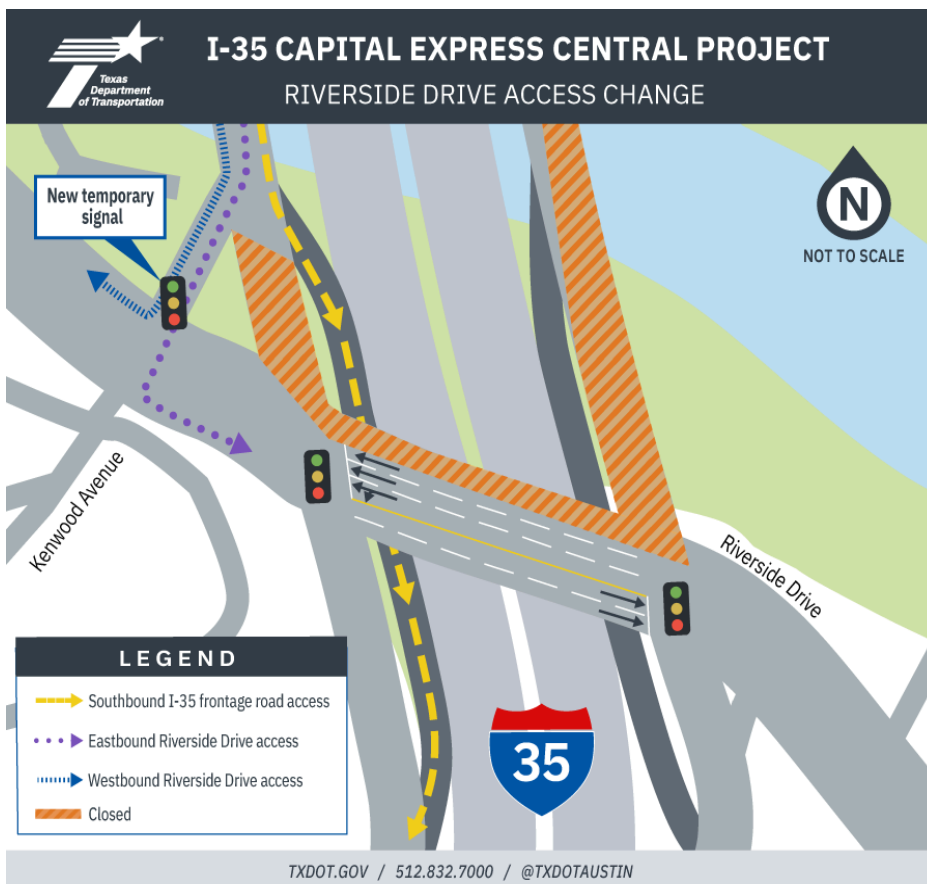 Texas
Department
of Transportation
I-35 CAPITAL EXPRESS CENTRAL PROJECT
RIVERSIDE DRIVE ACCESS CHANGE
New temporary
signal
N
NOT TO SCALE
Kenwood Avenue
Riverside Drive
LEGEND
Southbound I-35 frontage road access
Eastbound Riverside Drive access
Westbound Riverside Drive access
Closed
35
TXDOT.GOV / 512.832.7000 / @TXDOTAUSTIN